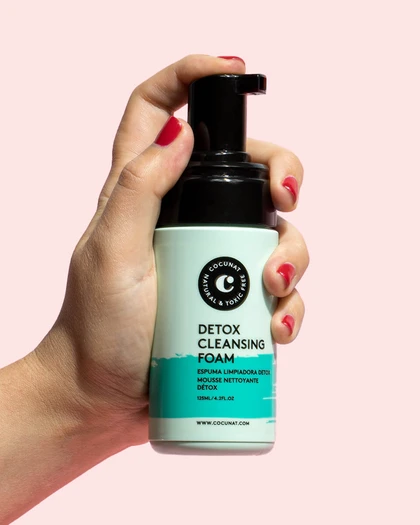 COCUNAT
NATURAL & TOXIC FREE
C
DETOX
CLEANSING
FOAM
ESPUMA LIMPIADORA DETOX
MOUSSE NETTOYANTE
DÉTOX
125ML / 4.2FL.OZ
WWW.COCUNAT.COM